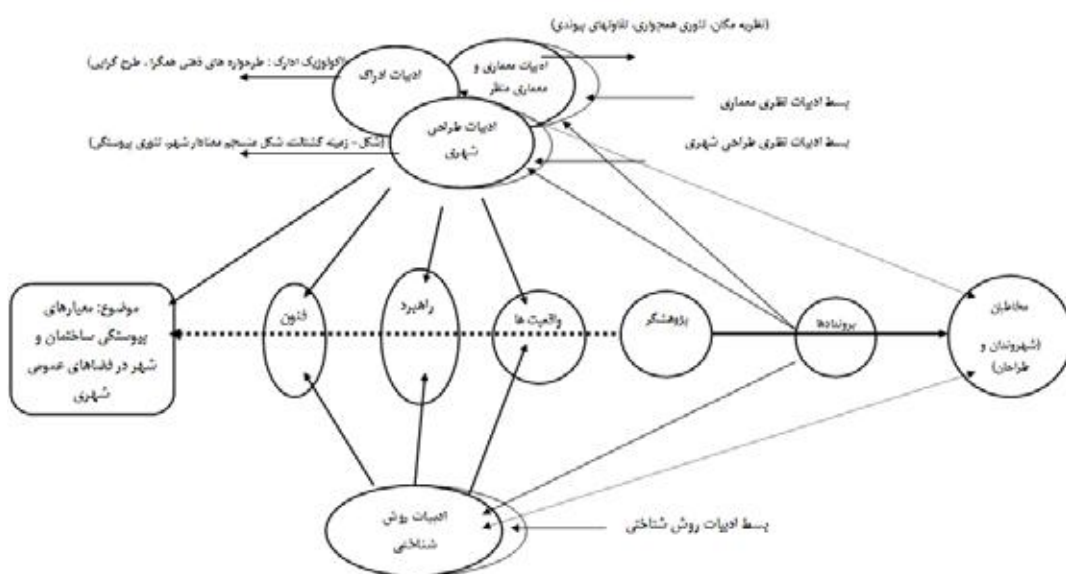 (نظریه مکان، تئوری همجواری، تفاوتهای پیوندی)
ادبیات معماری و
معماری منظر
ادبیات ادراک
(اکولوژیک ادارک : طرحواره های ذهنی همگرا ، طرح گرایی)
بسط ادبیات نظری معماری
ادبیات طراحی
شهری
بسط ادبیات نظری طراحی شهری
(شکل - زمینه گشتالت، شکل منسجم معنادار شهر، تئوری پیوستگی)
مخاطبان
(شهروندان و
طراحان)
برونداد‌ها
پژوهشگر
واقعیت ها
راهبرد
فنون
موضوع: معیارهای
پیوستگی ساختمان و
شهر در فضاهای عمومی
شهری
ادبیات روش
شناختی
بسط ادبیات روش شناختی